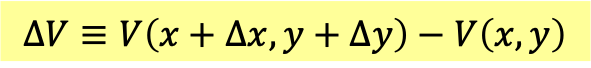 ΔV ≡ V(x + Δx, y + Δy) − V(x, y)